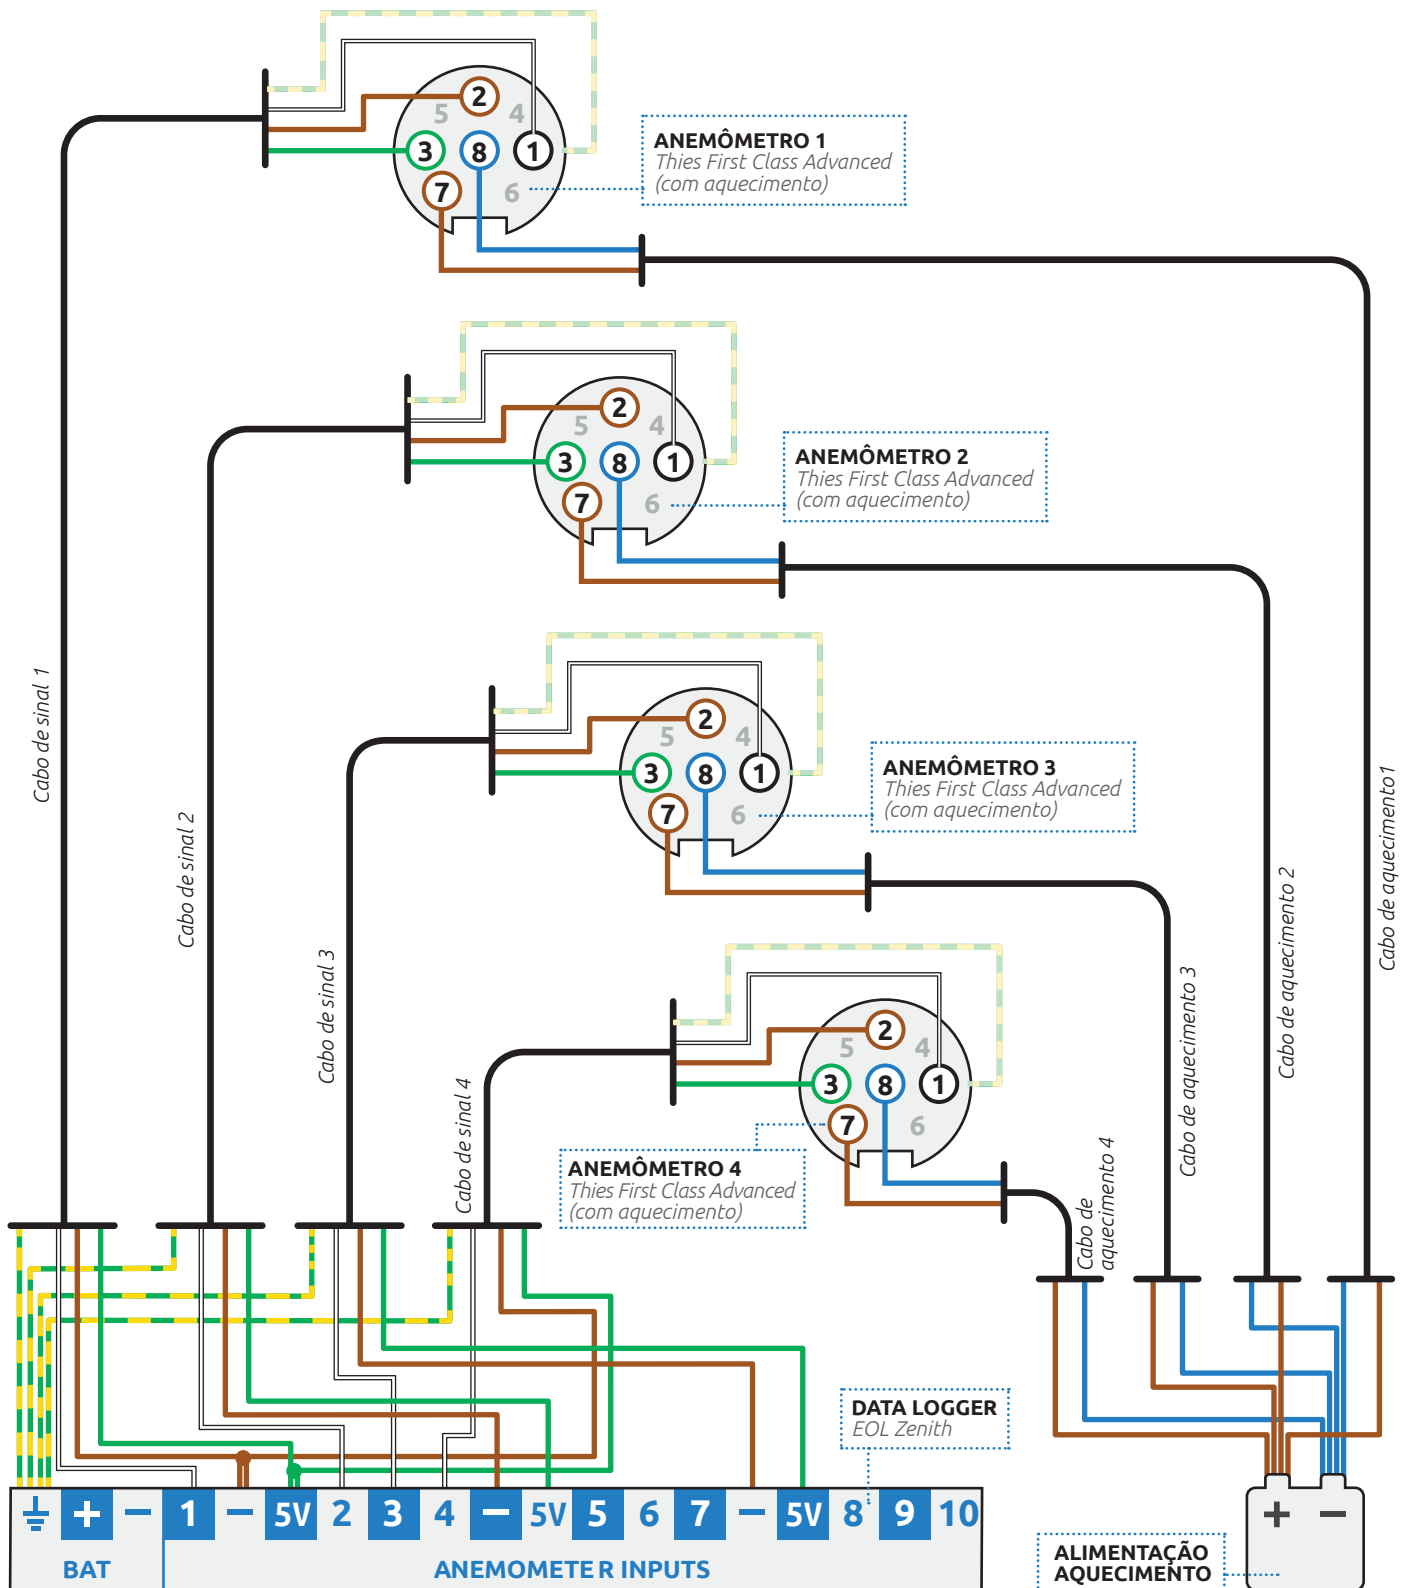 2
5
4
3
8
1
7
6
ANEMÔMETRO 1
Thies First Class Advanced
(com aquecimento)
2
5
4
3
8
1
7
6
ANEMÔMETRO 2
Thies First Class Advanced
(com aquecimento)
2
5
4
3
8
1
7
6
ANEMÔMETRO 3
Thies First Class Advanced
(com aquecimento)
2
5
4
3
8
1
7
6
ANEMÔMETRO 4
Thies First Class Advanced
(com aquecimento)
Cabo de sinal 1
Cabo de sinal 2
Cabo de sinal 3
Cabo de sinal 4
Cabo de
aquecimento 4
Cabo de aquecimento 3
Cabo de aquecimento 2
Cabo de aquecimento1
DATA LOGGER
EOL Zenith
+ − 1 − 5V 2 3 4 − 5V 5 6 7 − 5V 8 9 10
BAT
ANEMOMETER INPUTS
+ −
ALIMENTAÇÃO
AQUECIMENTO